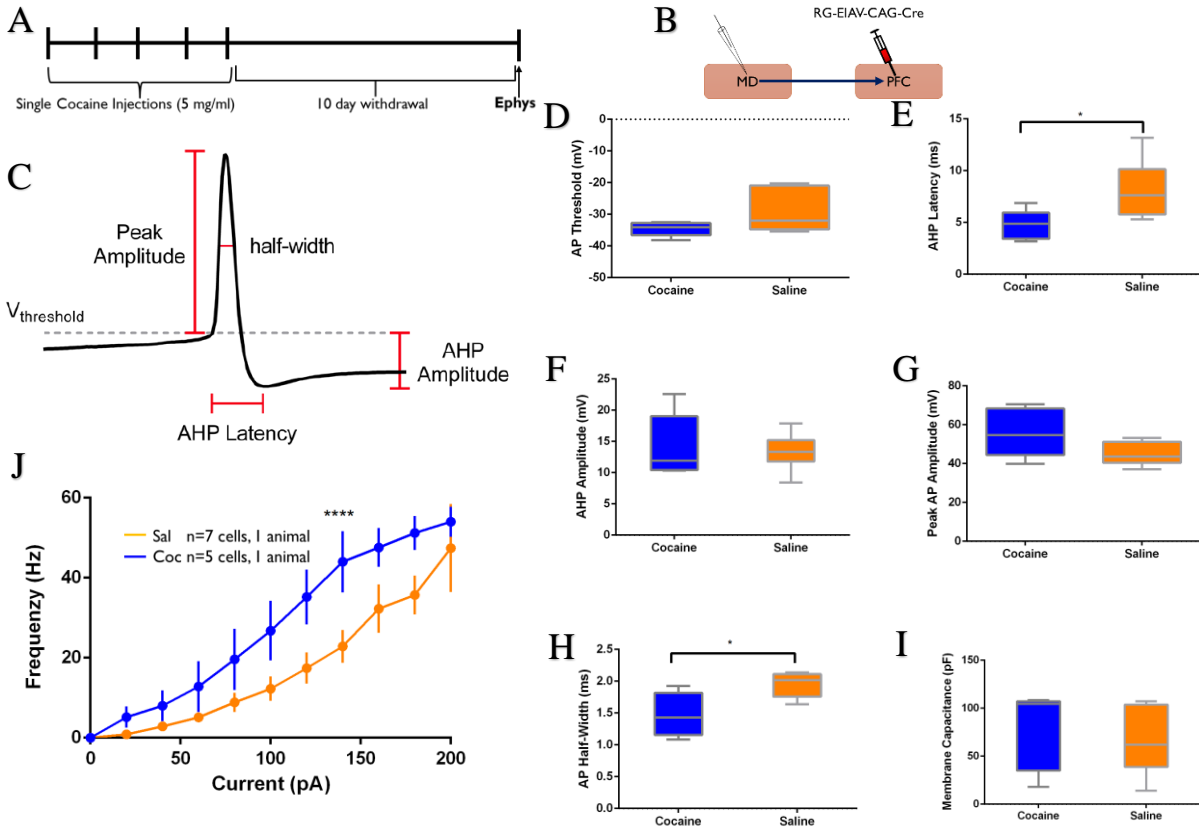 A
Single Cocaine Injections (5 mg/ml)
10 day withdrawal
Ephys
B
RG-EIAV-CAG-Cre
MD
PFC
C
Peak
Amplitude
half-width
Vthreshold
AHP
Amplitude
AHP Latency
D
AP Threshold (mV)
0
-10
-20
-30
-40
-50
Cocaine
Saline
E
AHP Latency (ms)
15
10
5
0
*
Cocaine
Saline
F
AHP Amplitude (mV)
25
20
15
10
5
0
Cocaine
Saline
G
Peak AP Amplitude (mV)
80
60
40
20
0
Cocaine
Saline
J
Frequenzy (Hz)
60
40
20
0
Sal n=7 cells, 1 animal
Coc n=5 cells, 1 animal
****
0
50
100
150
200
Current (pA)
H
AP Half-Width (ms)
2.5
2.0
1.5
1.0
0.5
0.0
*
Cocaine
Saline
I
Membrane Capacitance (pF)
150
100
50
0
Cocaine
Saline